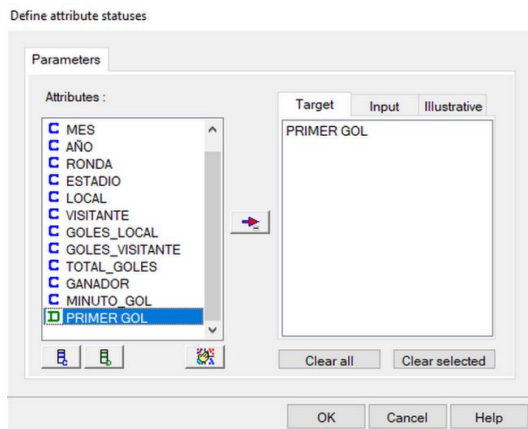 Define attribute statuses
Parameters
Attributes :
C MES
C AÑO
C RONDA
C ESTADIO
C LOCAL
C VISITANTE
C GOLES_LOCAL
C GOLES_VISITANTE
C TOTAL_GOLES
C GANADOR
C MINUTO_GOL
D PRIMER GOL
Target Input Illustrative
PRIMER GOL
Clear all Clear selected
OK Cancel Help